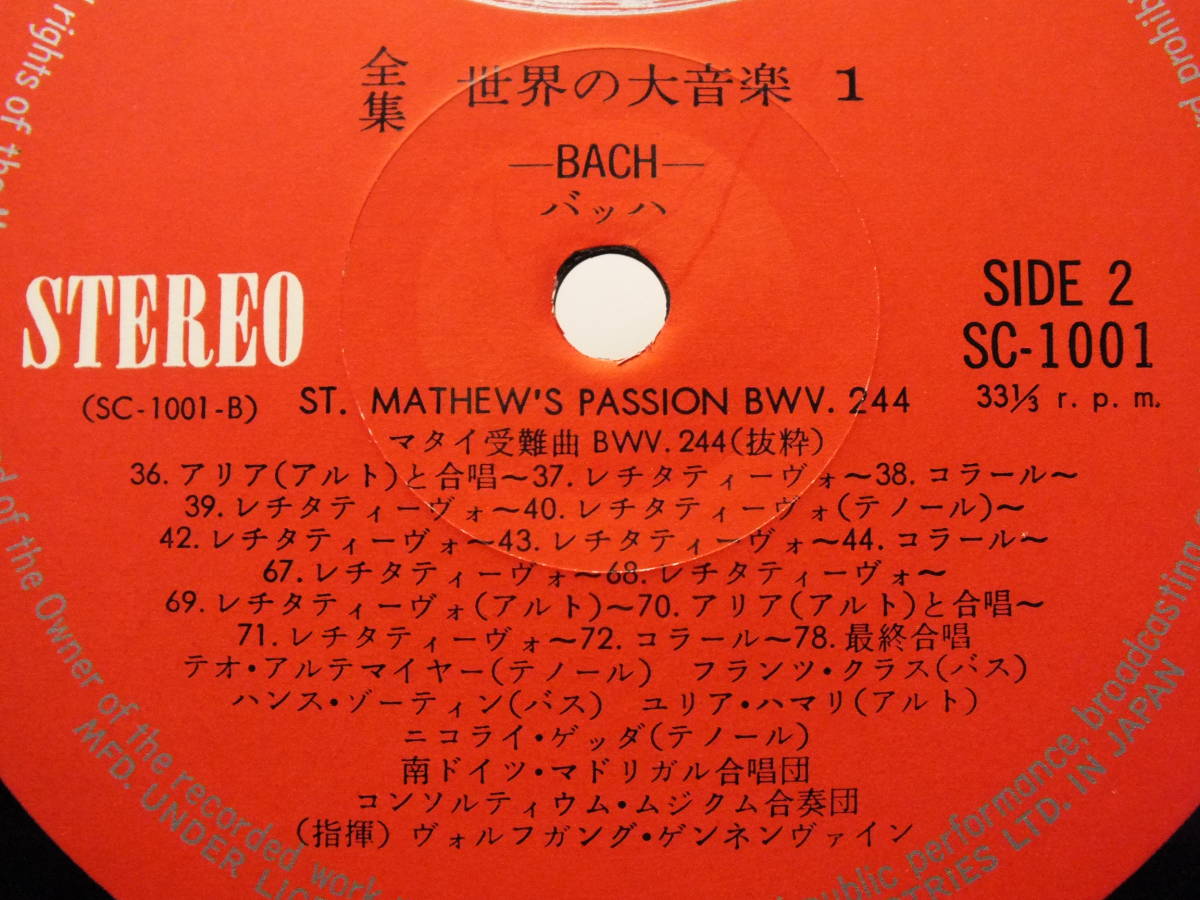 全集 世界の大音楽 1
—BACH—
バッハ
STEREO
SIDE 2
SC-1001
33⅓ r. p. m.
(SC-1001-B)
ST. MATHEW'S PASSION BWV. 244
マタイ受難曲 BWV. 244(抜粋)
36. アリア(アルト)と合唱〜37. レチタティーヴォ〜38. コラール〜
39. レチタティーヴォ〜40. レチタティーヴォ(テノール)〜
42. レチタティーヴォ〜43. レチタティーヴォ〜44. コラール〜
67. レチタティーヴォ〜68. レチタティーヴォ〜
69. レチタティーヴォ(アルト)〜70. アリア(アルト)と合唱〜
71. レチタティーヴォ〜72. コラール〜78. 最終合唱
テオ・アルテマイヤー(テノール) フランツ・クラス(バス)
ハンス・ゾーティン(バス) ユリア・ハマリ(アルト)
ニコライ・ゲッダ(テノール)
南ドイツ・マドリガル合唱団
コンソルティウム・ムジクム合奏団
(指揮) ヴォルフガング・ゲンネンヴァイン
rights of the
of the Owner of the recorded work
MFD. UNDER
public performance, broadcasting
LTD. IN JAPAN